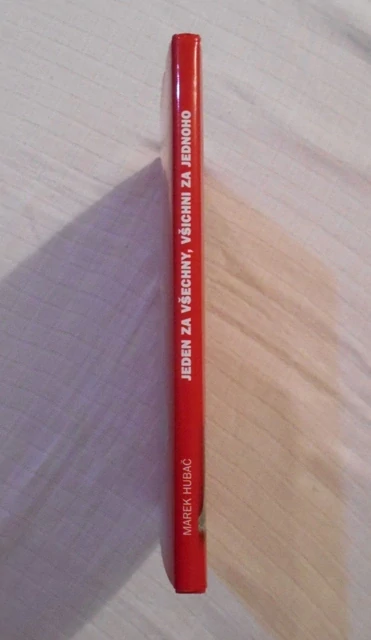 MAREK HUBAČ
JEDEN ZA VŠECHNY, VŠICHNI ZA JEDNOHO